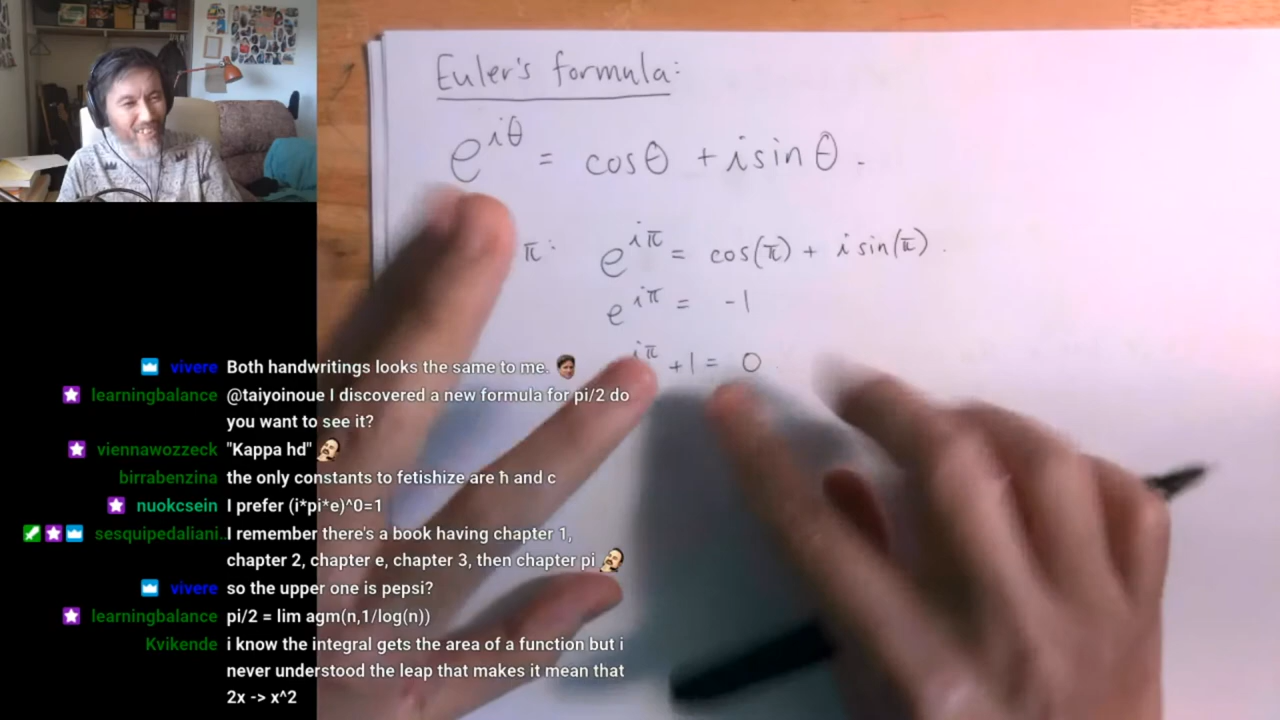 Euler's formula:
e^{iθ} = cosθ + i sin θ.
π: e^{iπ} = cos(π) + i sin(π).
e^{iπ} = -1
iπ +1 = 0
vivere Both handwritings looks the same to me.
learningbalance @taiyoinoue I discovered a new formula for pi/2 do
you want to see it?
viennawozzeck "Kappa hd"
birrabenzina the only constants to fetishize are ħ and c
nuokcsein I prefer (i*pi*e)^0=1
sesquipedaliani.. I remember there's a book having chapter 1,
chapter 2, chapter e, chapter 3, then chapter pi
vivere so the upper one is pepsi?
learningbalance pi/2 = lim agm(n,1/log(n))
Kvikende i know the integral gets the area of a function but i
never understood the leap that makes it mean that
2x -> x^2